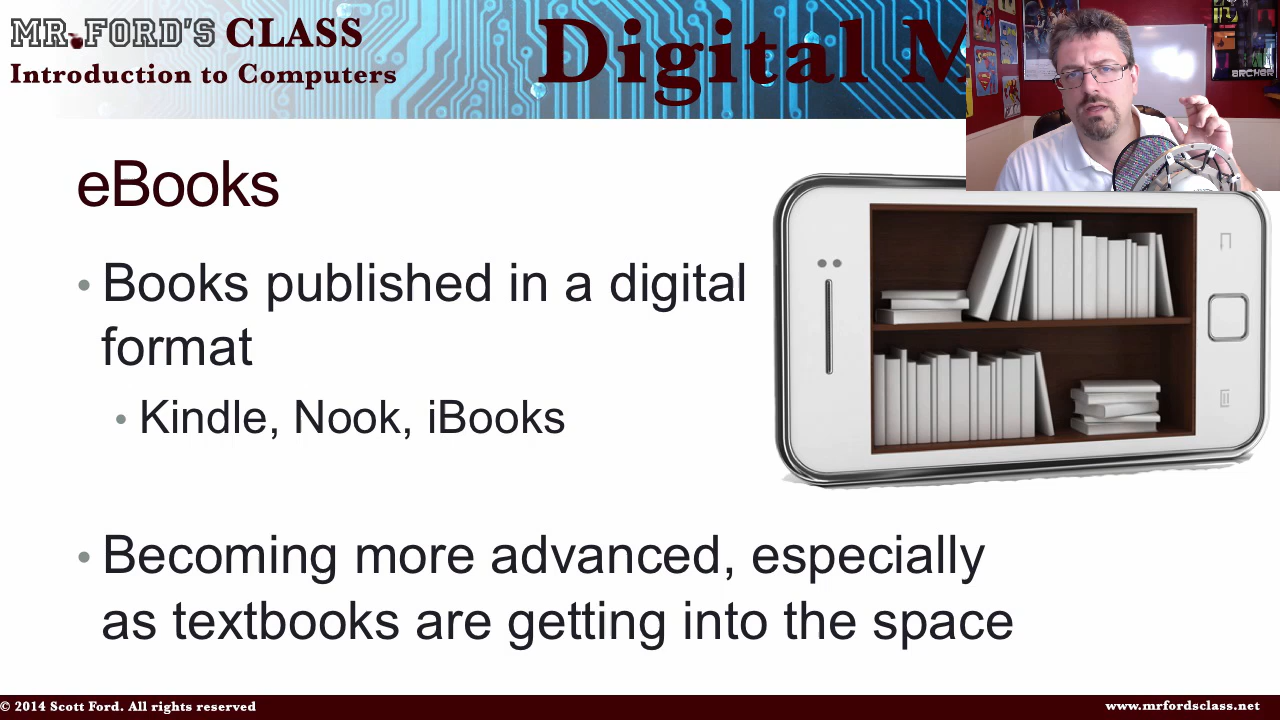 MR.FORD'S CLASS
Introduction to Computers
Digital M
ARCHER
eBooks
• Books published in a digital
format
• Kindle, Nook, iBooks
• Becoming more advanced, especially
as textbooks are getting into the space
© 2014 Scott Ford. All rights reserved
www.mrfordsclass.net